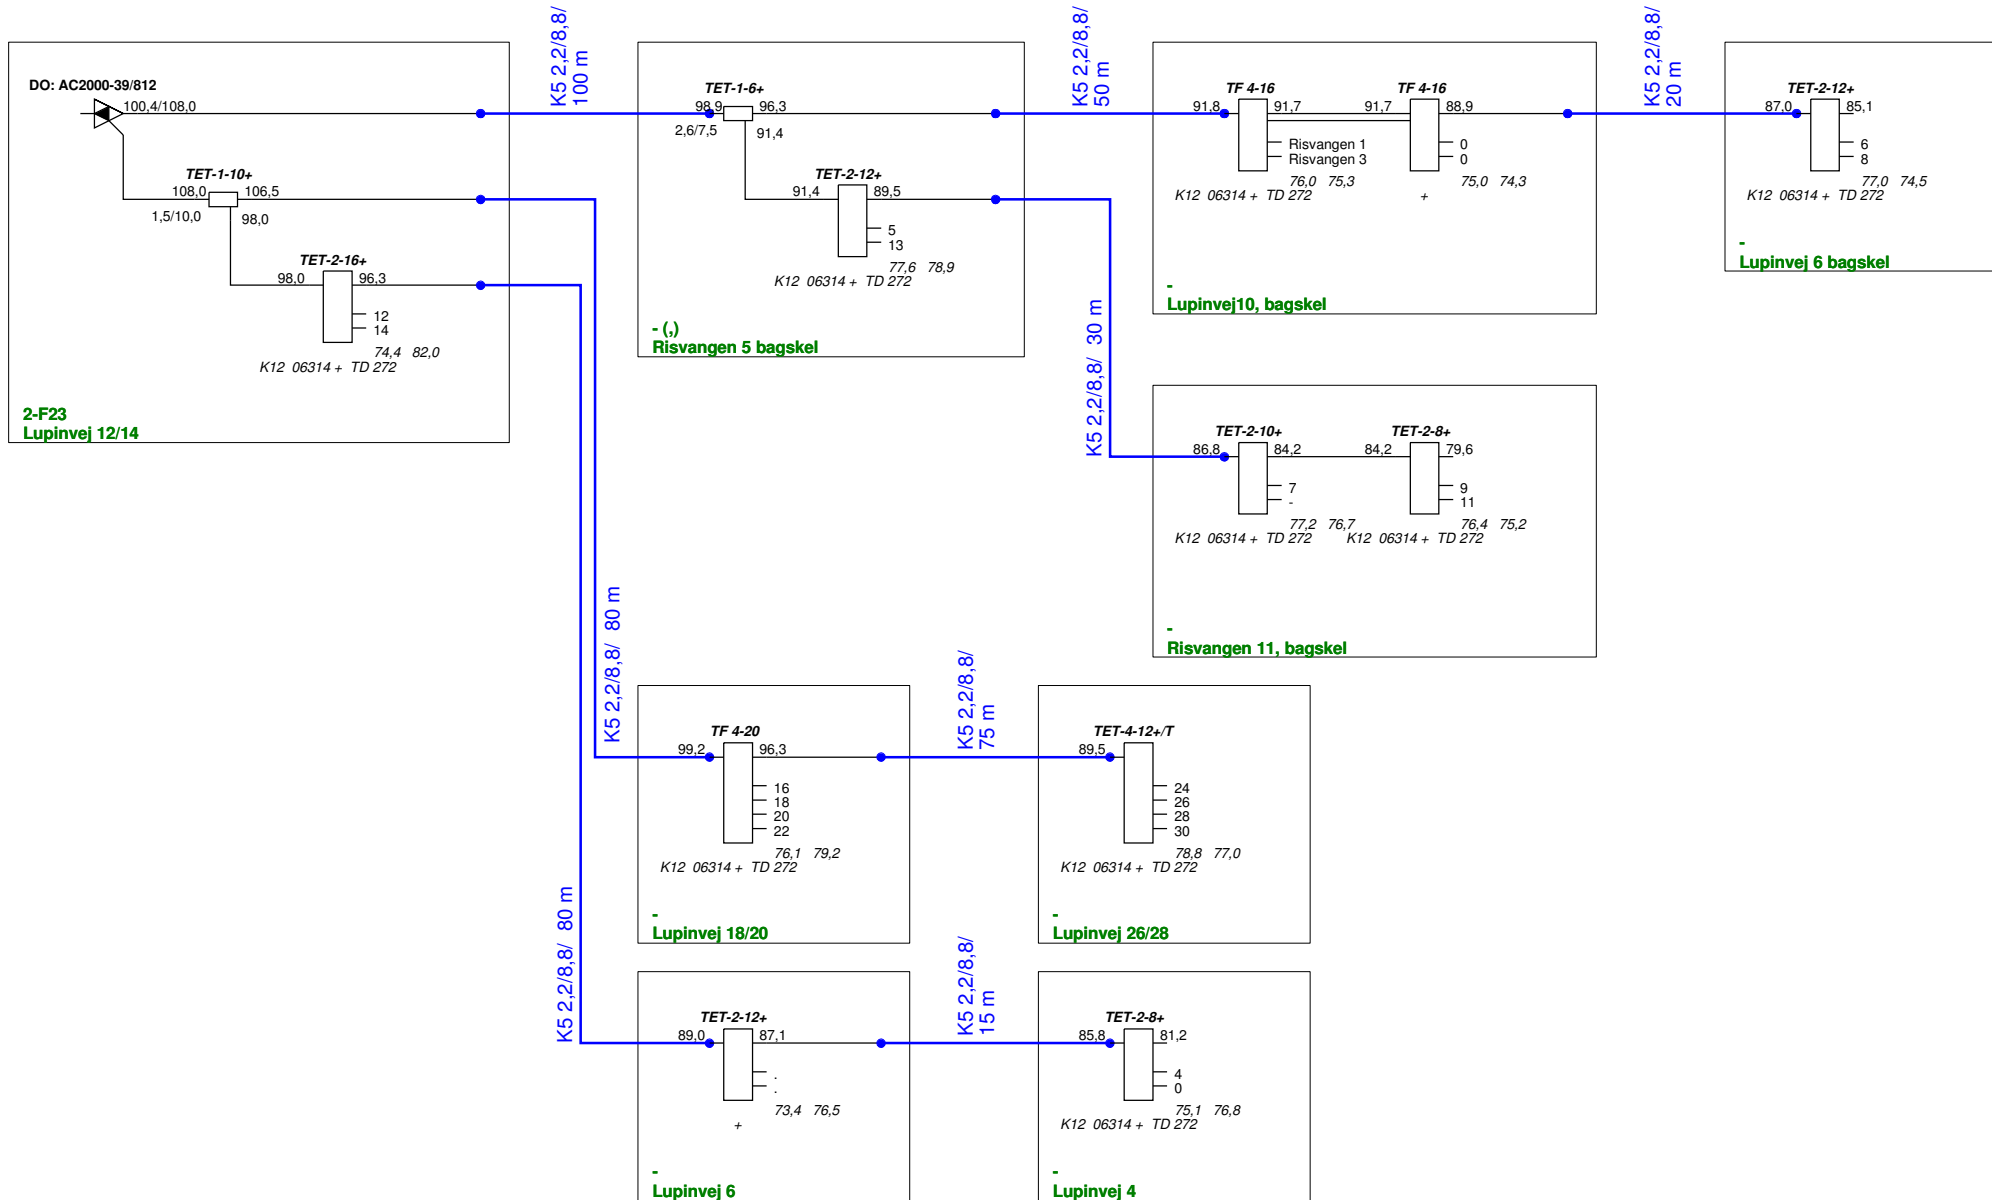 DO: AC2000-39/812
100,4/108,0
TET-1-10+
108,0 106,5
1,5/10,0 98,0
TET-2-16+
98,0 96,3
12
14
74,4 82,0
K12 06314 + TD 272
2-F23
Lupinvej 12/14
K5 2,2/8,8/
100 m
TET-1-6+
98,9 96,3
2,6/7,5 91,4
TET-2-12+
91,4 89,5
5
13
77,6 78,9
K12 06314 + TD 272
- (,)
Risvangen 5 bagskel
K5 2,2/8,8/
50 m
TF 4-16
91,8 91,7
Risvangen 1
Risvangen 3
76,0 75,3
K12 06314 + TD 272
TF 4-16
91,7 88,9
0
0
75,0 74,3
+
-
Lupinvej10, bagskel
K5 2,2/8,8/
20 m
TET-2-12+
87,0 85,1
6
8
77,0 74,5
K12 06314 + TD 272
-
Lupinvej 6 bagskel
K5 2,2/8,8/ 30 m
TET-2-10+
86,8 84,2
7
-
77,2 76,7
K12 06314 + TD 272
TET-2-8+
84,2 79,6
9
11
76,4 75,2
K12 06314 + TD 272
-
Risvangen 11, bagskel
K5 2,2/8,8/ 80 m
TF 4-20
99,2 96,3
16
18
20
22
76,1 79,2
K12 06314 + TD 272
-
Lupinvej 18/20
K5 2,2/8,8/
75 m
TET-4-12+/T
89,5
24
26
28
30
78,8 77,0
K12 06314 + TD 272
-
Lupinvej 26/28
K5 2,2/8,8/ 80 m
TET-2-12+
89,0 87,1
.
.
73,4 76,5
+
-
Lupinvej 6
K5 2,2/8,8/
15 m
TET-2-8+
85,8 81,2
4
0
75,1 76,8
K12 06314 + TD 272
-
Lupinvej 4